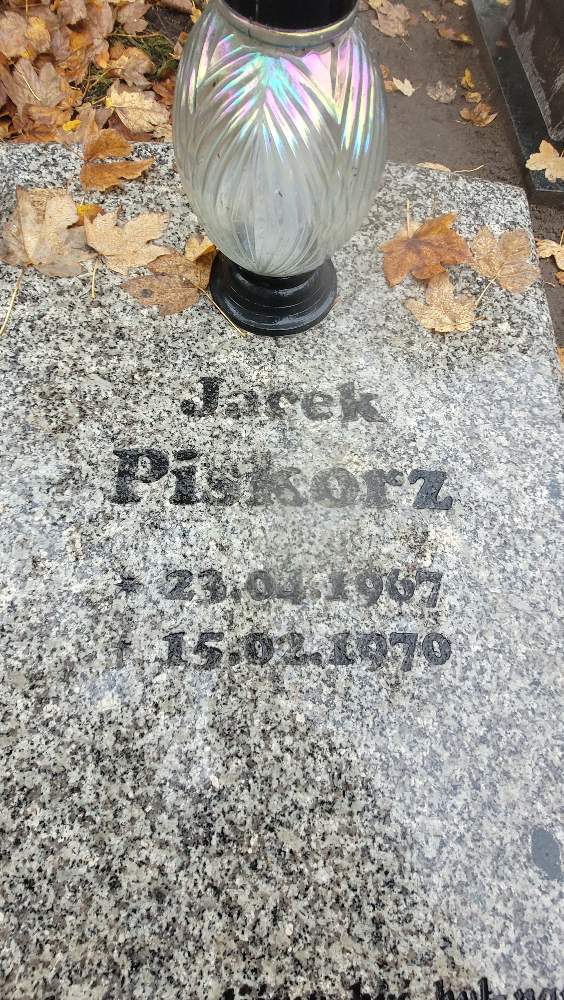 Jacek
Piskorz
* 23.04.1967
† 15.02.1970